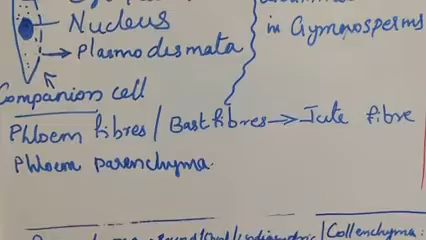 Nucleus
Plasmodesmata
in Gymnosperms
Companion cell
Phloem fibres / Bast fibres → Jute fibre
Phloem parenchyma.
Collenchyma: